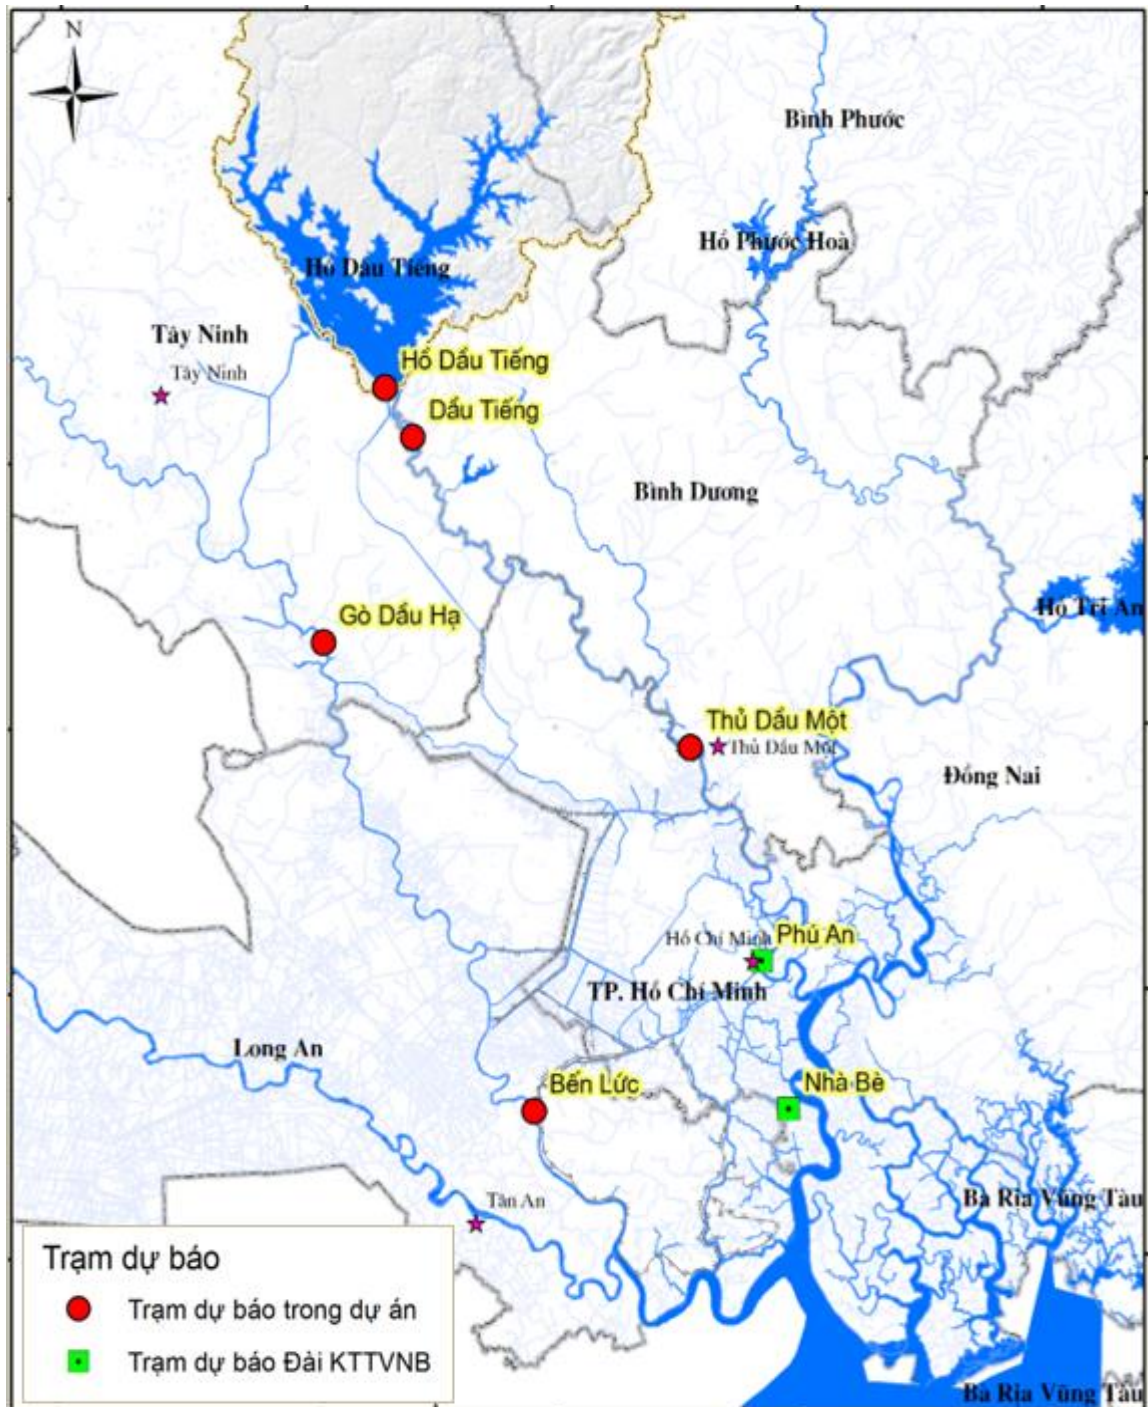 N
Bình Phước
Hồ Phước Hoà
Hồ Dầu Tiếng
Tây Ninh
Tây Ninh
Hồ Dầu Tiếng
Dầu Tiếng
Bình Dương
Hồ Trị An
Gò Dầu Hạ
Thủ Dầu Một
Thủ Dầu Một
Đồng Nai
Hồ Chí Minh
Phú An
TP. Hồ Chí Minh
Long An
Bến Lức
Nhà Bè
Tân An
Bà Rịa Vũng Tàu
Trạm dự báo
Trạm dự báo trong dự án
Trạm dự báo Đài KTTVNB
Bà Rịa Vũng Tàu